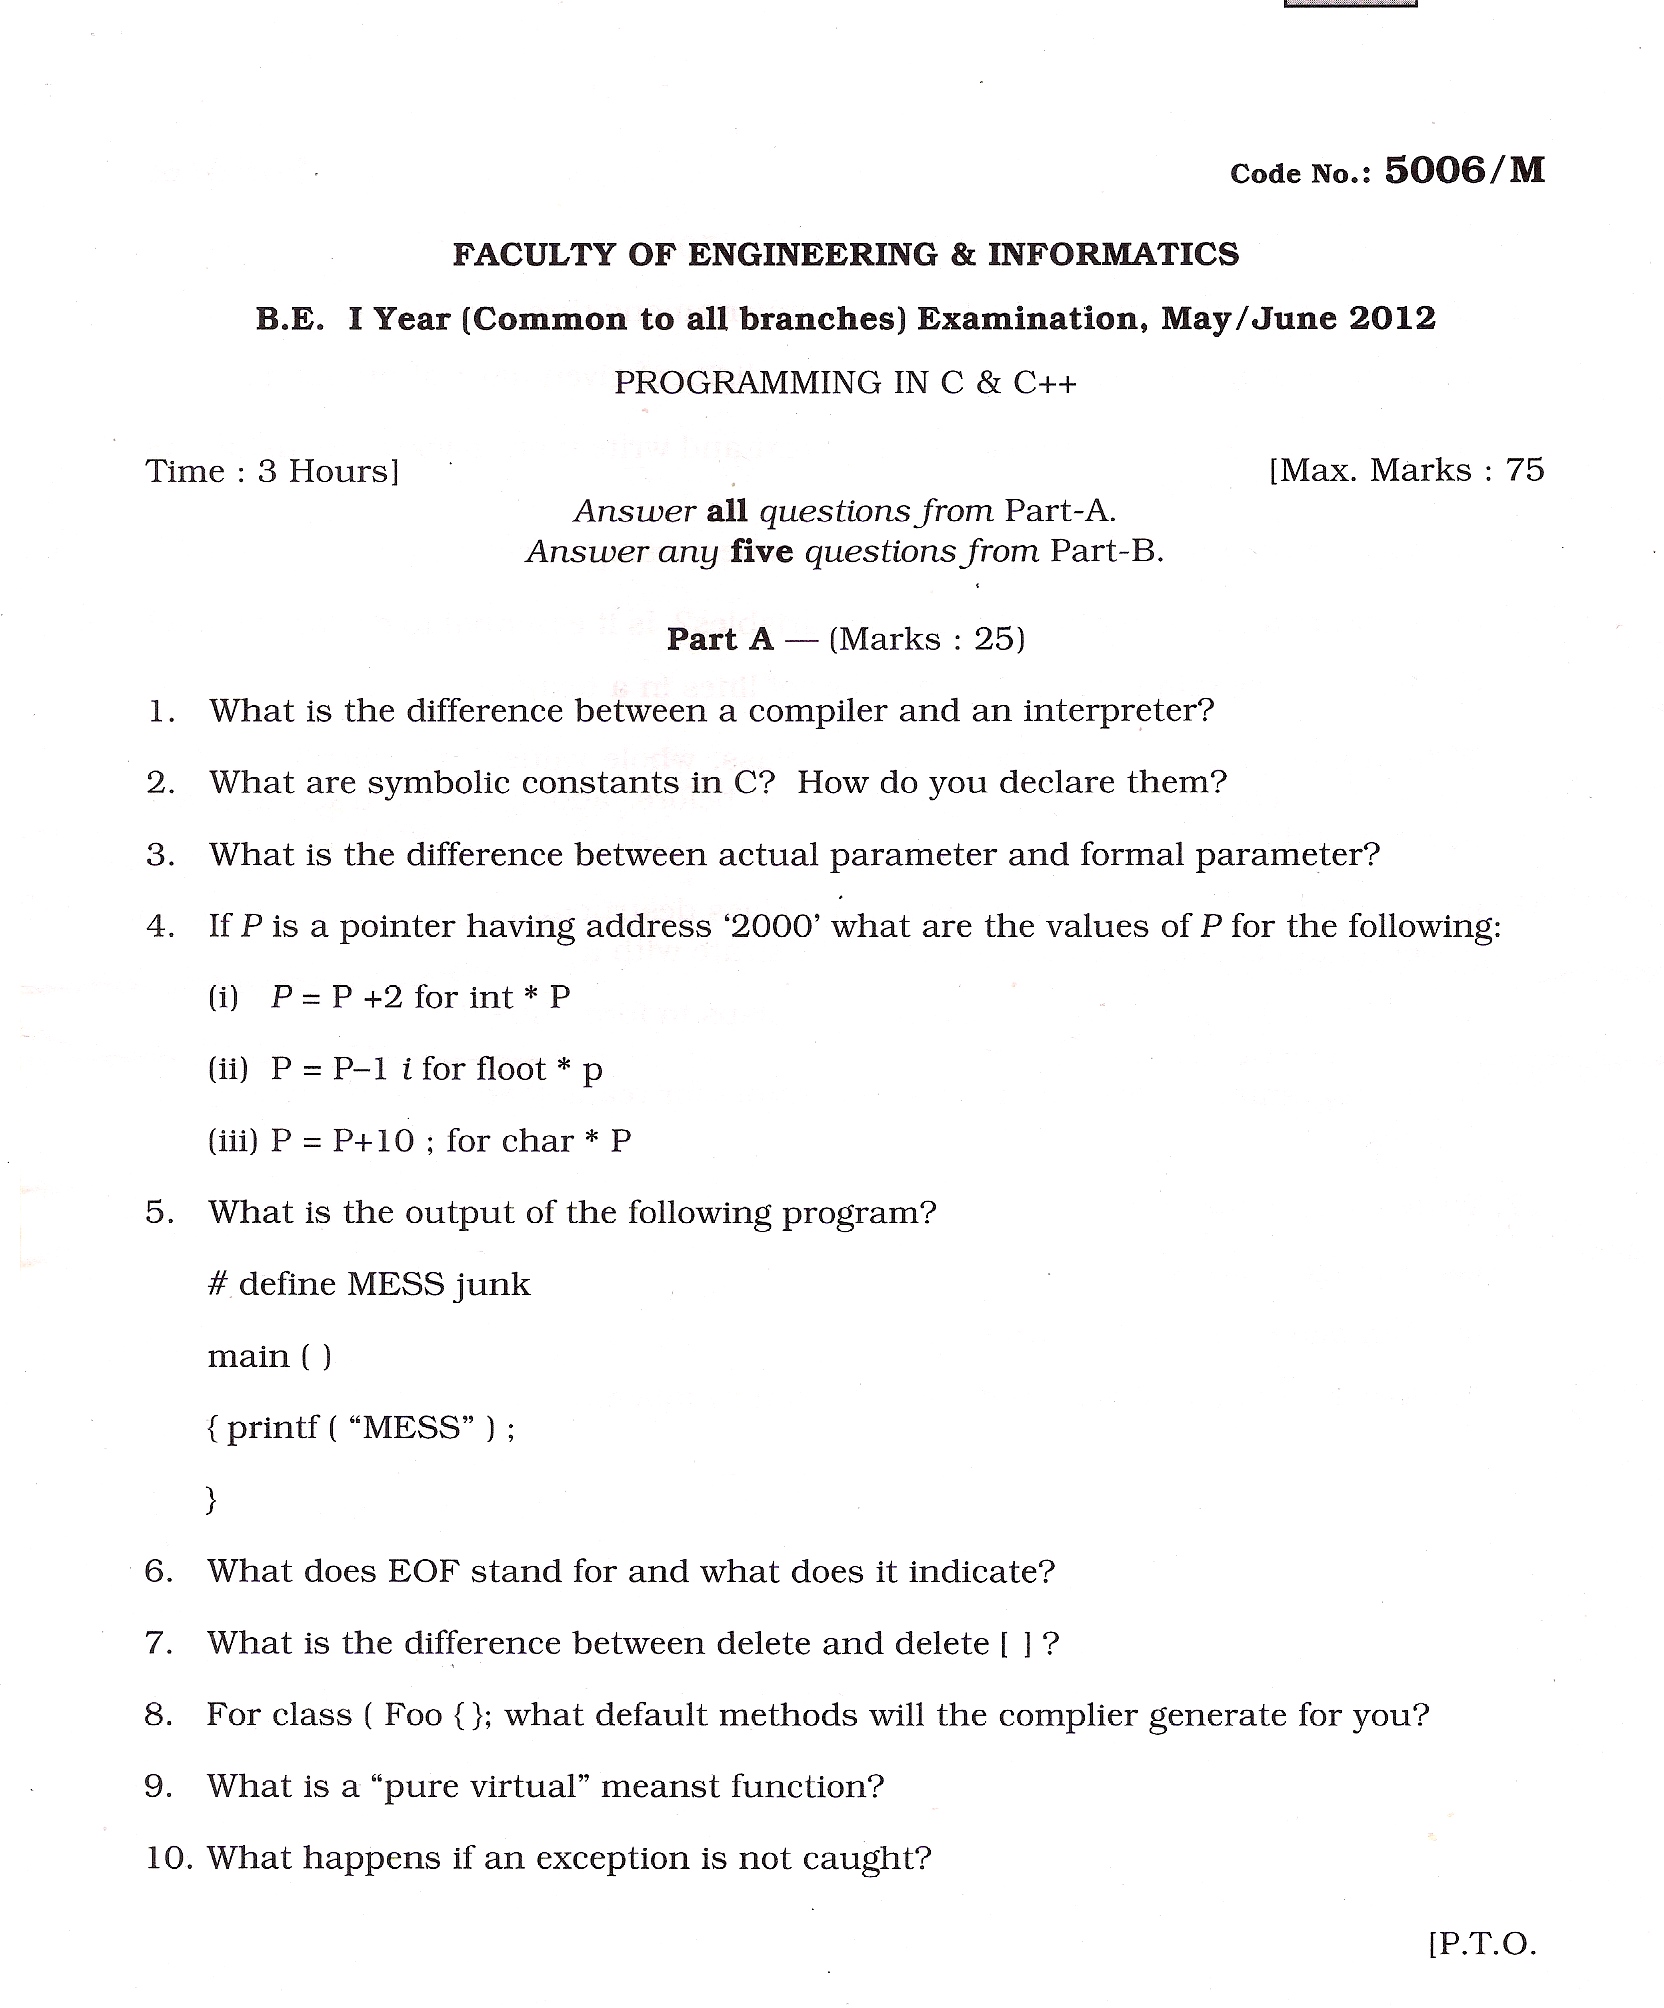 Code No.: 5006/M
FACULTY OF ENGINEERING & INFORMATICS
B.E. I Year (Common to all branches) Examination, May/June 2012
PROGRAMMING IN C & C++
Time : 3 Hours] [Max. Marks : 75
Answer all questions from Part-A.
Answer any five questions from Part-B.
Part A — (Marks : 25)
1. What is the difference between a compiler and an interpreter?
2. What are symbolic constants in C? How do you declare them?
3. What is the difference between actual parameter and formal parameter?
4. If P is a pointer having address ‘2000’ what are the values of P for the following:
(i) P = P +2 for int * P
(ii) P = P–1 i for floot * p
(iii) P = P+10 ; for char * P
5. What is the output of the following program?
# define MESS junk
main ( )
{ printf ( “MESS” ) ;
}
6. What does EOF stand for and what does it indicate?
7. What is the difference between delete and delete [ ] ?
8. For class ( Foo { }; what default methods will the complier generate for you?
9. What is a “pure virtual” meanst function?
10. What happens if an exception is not caught?
[P.T.O.